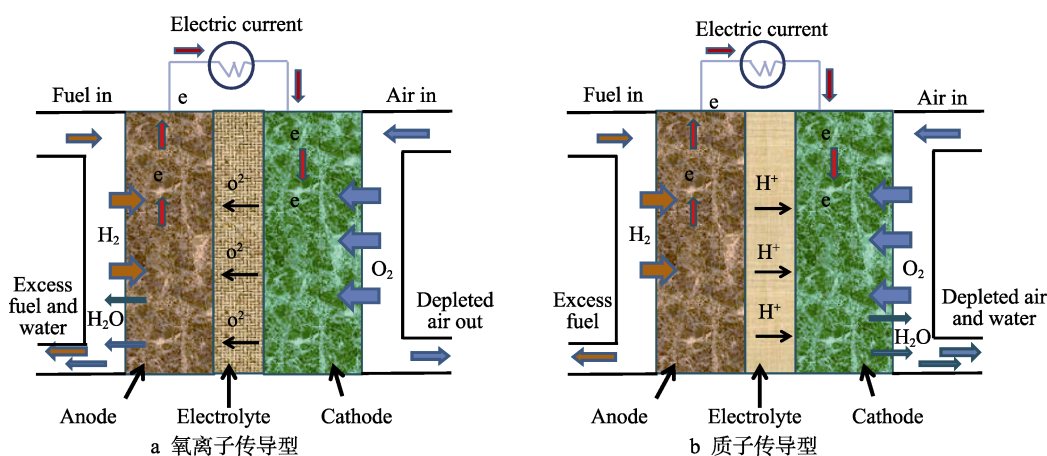 Electric current
Fuel in
e
Air in
e
e
e
o²⁻
o²⁻
o²⁻
H₂
O₂
Excess
fuel and
water
H₂O
Depleted
air out
Anode
Electrolyte
Cathode
a 氧离子传导型
Electric current
Fuel in
e
Air in
e
e
e
H⁺
H⁺
H⁺
H₂
O₂
Excess
fuel
H₂O
Depleted air
and water
Anode
Electrolyte
Cathode
b 质子传导型